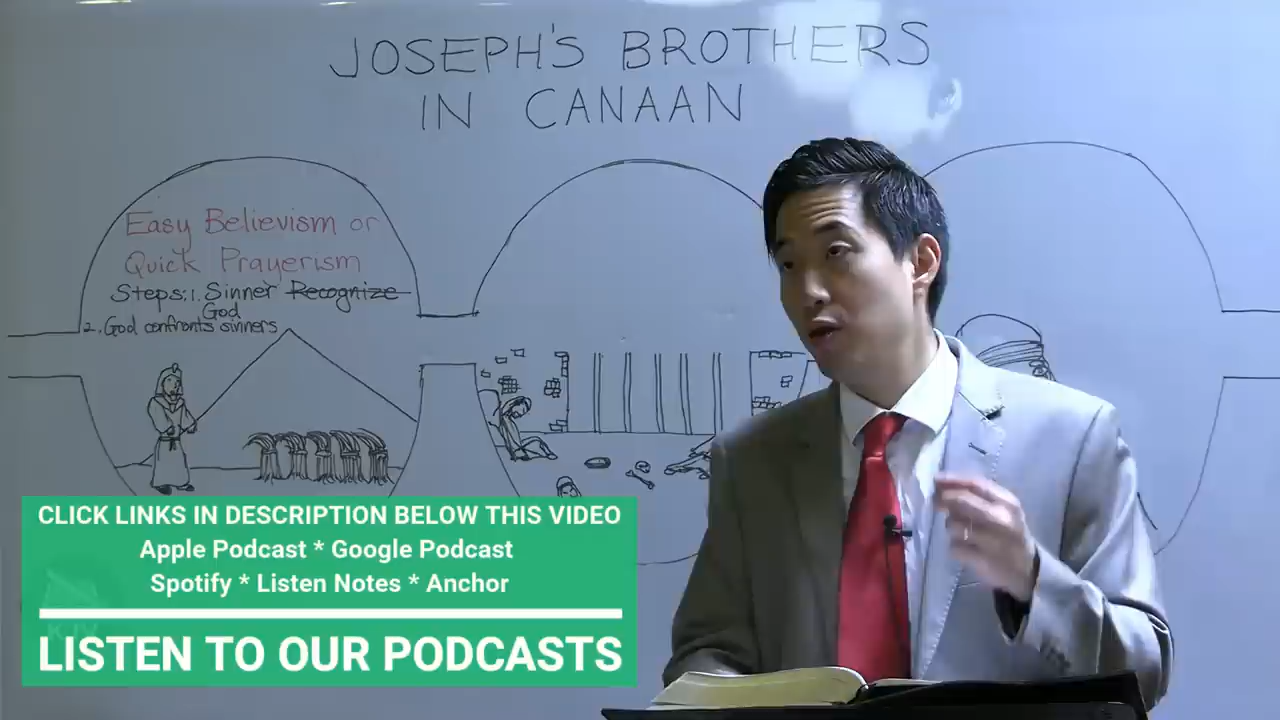 JOSEPH'S BROTHERS
IN CANAAN
Easy Believism or
Quick Prayerism
Steps: 1. Sinner Recognize
God
2. God confronts sinners
CLICK LINKS IN DESCRIPTION BELOW THIS VIDEO
Apple Podcast * Google Podcast
Spotify * Listen Notes * Anchor
KJV
LISTEN TO OUR PODCASTS